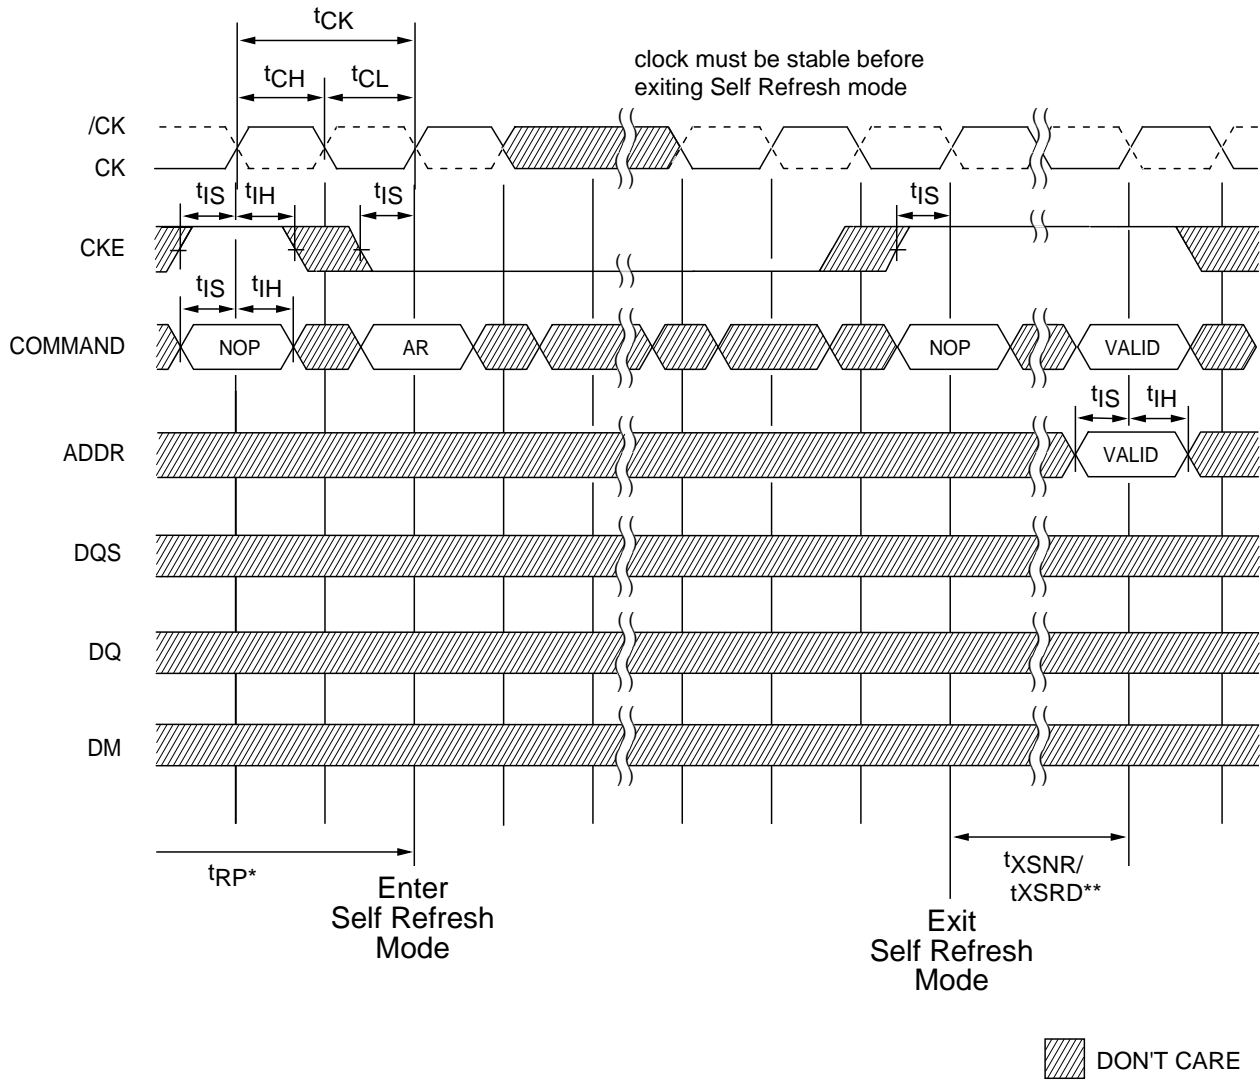 tCK
clock must be stable before
exiting Self Refresh mode
tCH tCL
/CK
CK
tIS tIH tIS tIS
CKE
tIS tIH
COMMAND NOP AR NOP VALID
tIS tIH
ADDR VALID
DQS
DQ
DM
tRP*
tXSNR/
tXSRD**
Enter
Self Refresh
Mode
Exit
Self Refresh
Mode
DON'T CARE